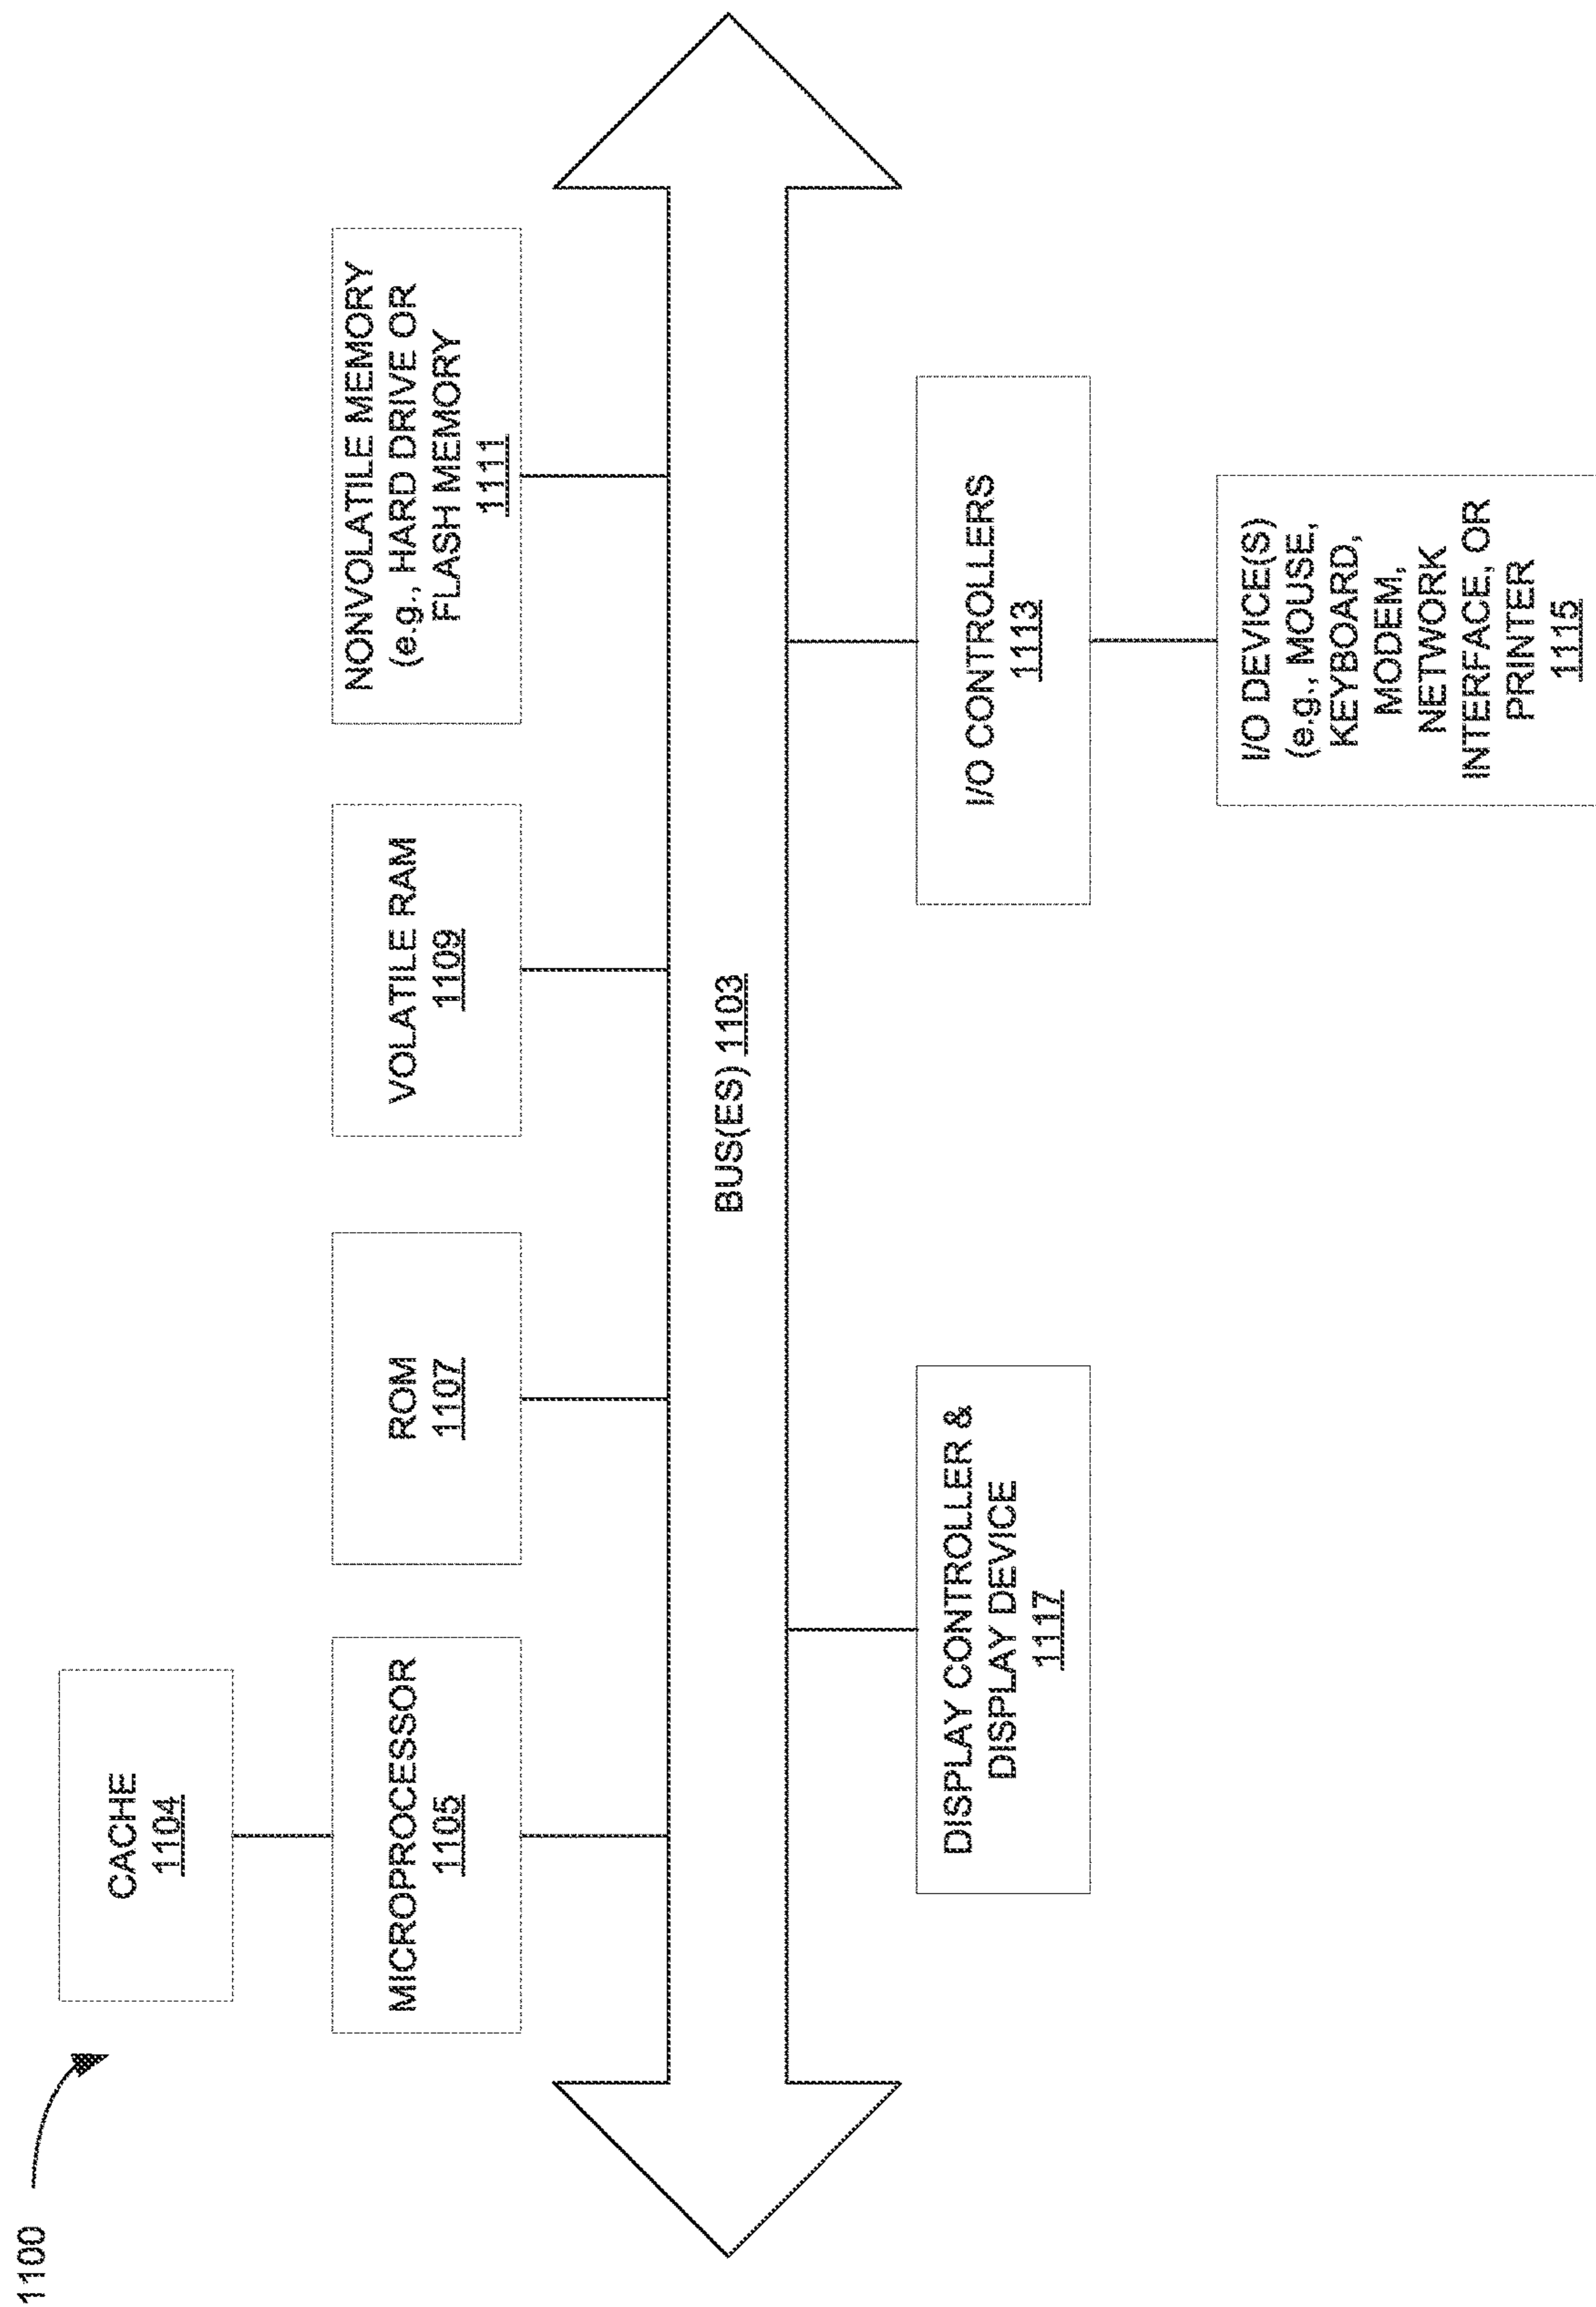 1100
CACHE
1104
MICROPROCESSOR
1105
ROM
1107
VOLATILE RAM
1109
NONVOLATILE MEMORY
(e.g., HARD DRIVE OR
FLASH MEMORY
1111
BUS(ES) 1103
DISPLAY CONTROLLER &
DISPLAY DEVICE
1117
I/O CONTROLLERS
1113
I/O DEVICE(S)
(e.g., MOUSE,
KEYBOARD,
MODEM,
NETWORK
INTERFACE, OR
PRINTER
1115